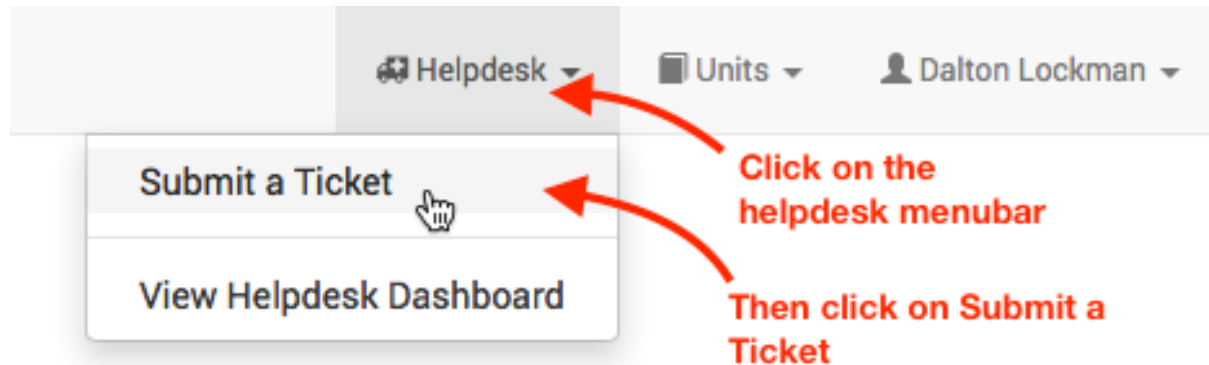 Helpdesk Units Dalton Lockman
Submit a Ticket
View Helpdesk Dashboard
Click on the
helpdesk menubar
Then click on Submit a
Ticket